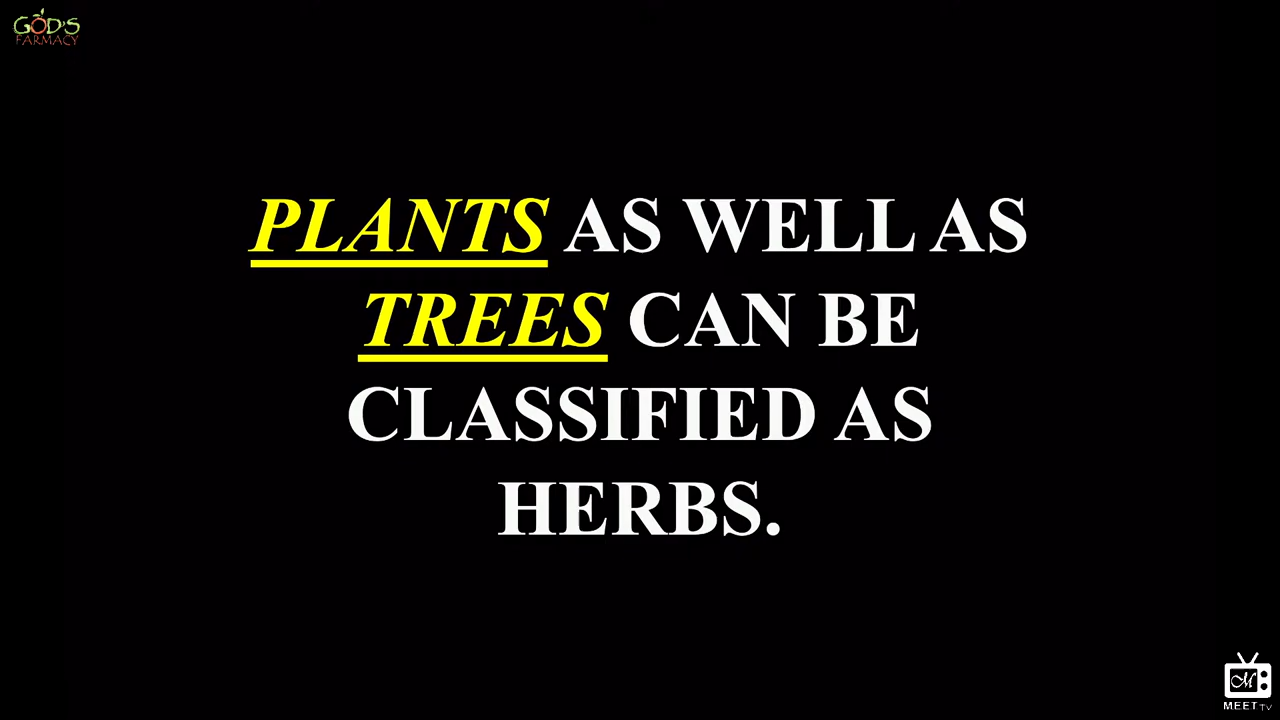 GOD'S
FARMACY
PLANTS AS WELL AS
TREES CAN BE
CLASSIFIED AS
HERBS.
M
MEET TV